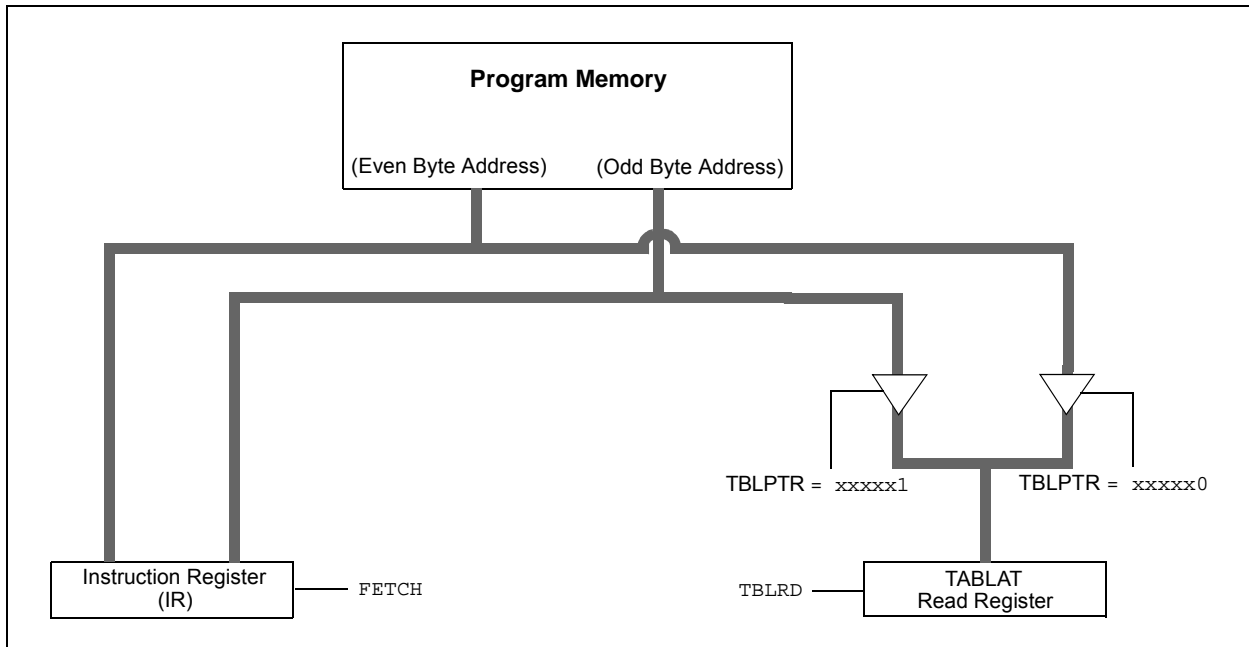 Program Memory
(Even Byte Address) (Odd Byte Address)
TBLPTR = xxxxx1
TBLPTR = xxxxx0
Instruction Register
(IR)
FETCH
TBLRD
TABLAT
Read Register